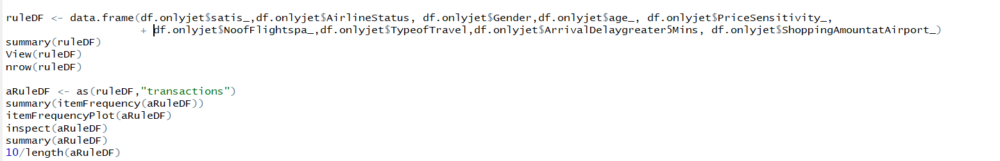 ruleDF <- data.frame(df.onlyjet$satis_,df.onlyjet$AirlineStatus, df.onlyjet$Gender,df.onlyjet$age_, df.onlyjet$PriceSensitivity_,
+ df.onlyjet$NoofFlightspa_,df.onlyjet$TypeofTravel,df.onlyjet$ArrivalDelaygreater5Mins, df.onlyjet$ShoppingAmountatAirport_)
summary(ruleDF)
View(ruleDF)
nrow(ruleDF)
aRuleDF <- as(ruleDF,"transactions")
summary(itemFrequency(aRuleDF))
itemFrequencyPlot(aRuleDF)
inspect(aRuleDF)
summary(aRuleDF)
10/length(aRuleDF)